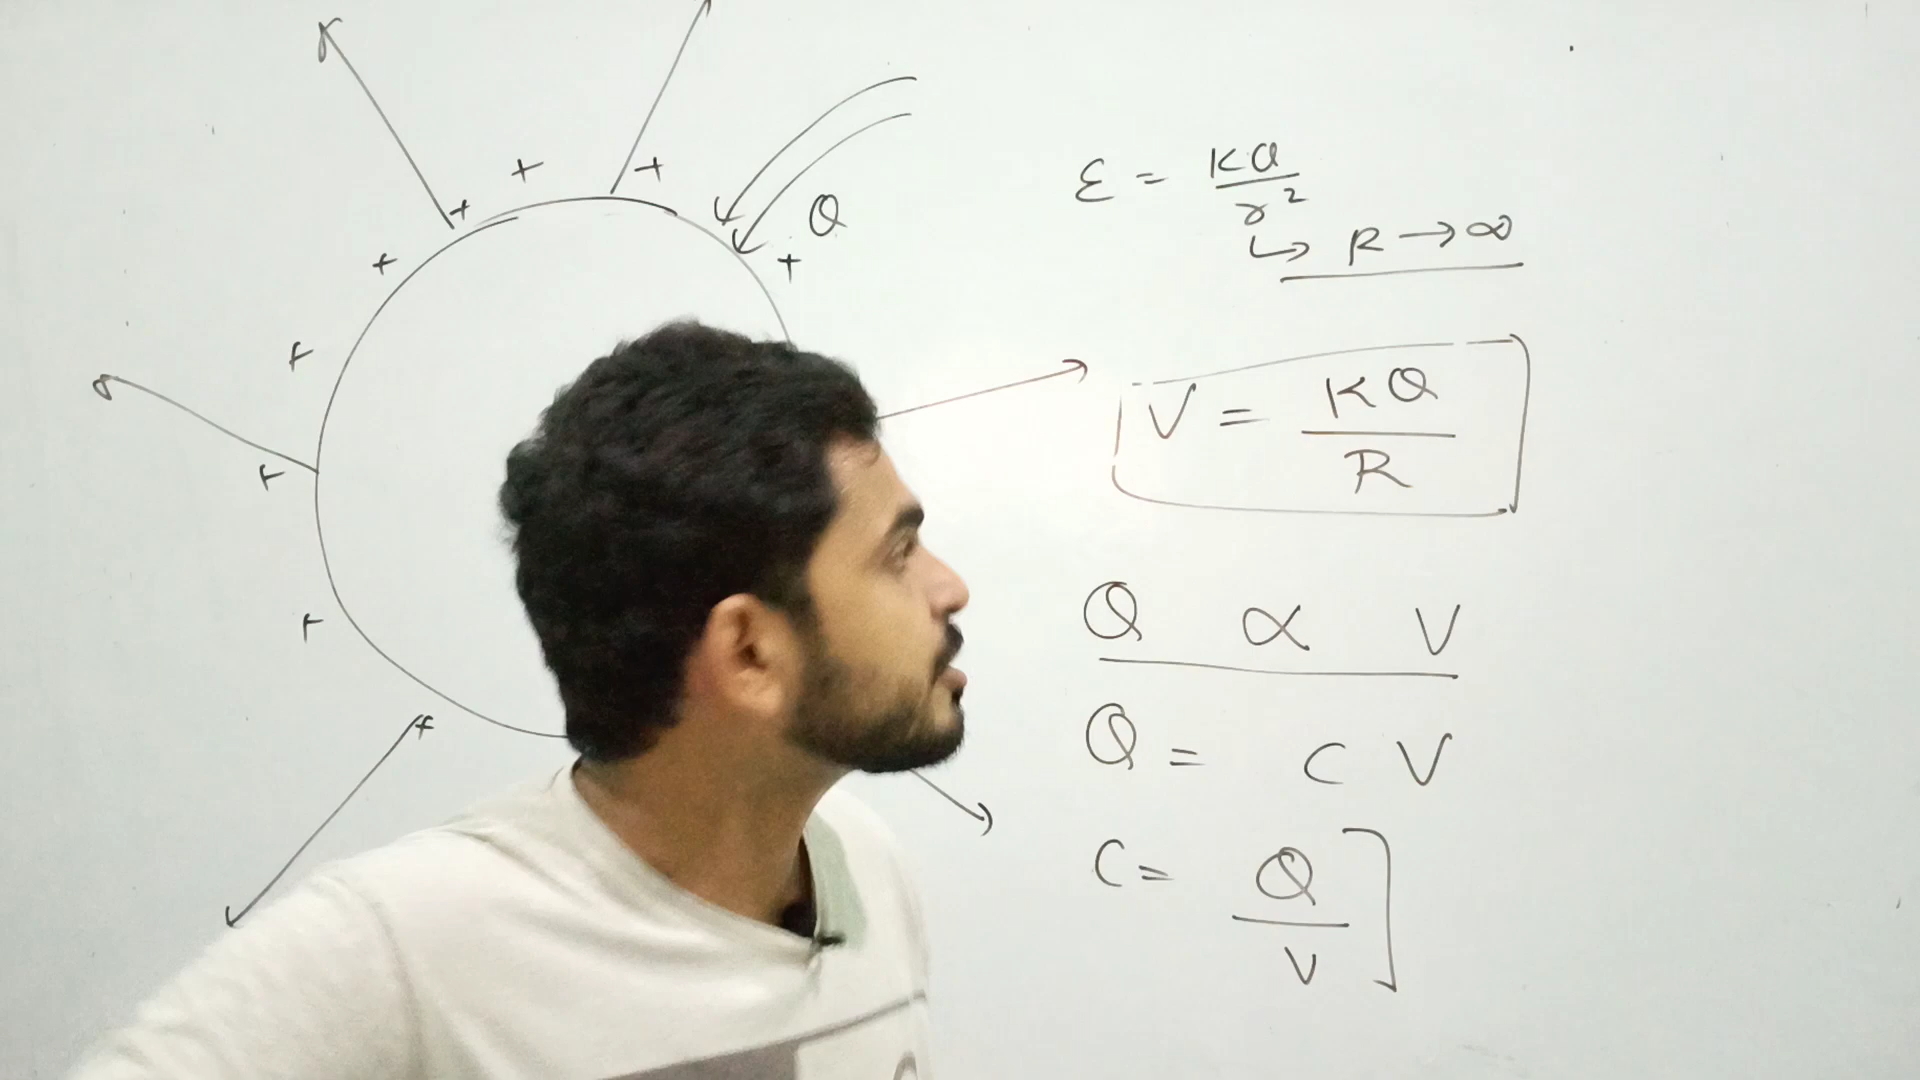 + +
+ Q
+ +
+
+
+
+
E = KQ/r²
↳ R → ∞
V = KQ/R
Q ∝ V
Q = C V
C = Q/V